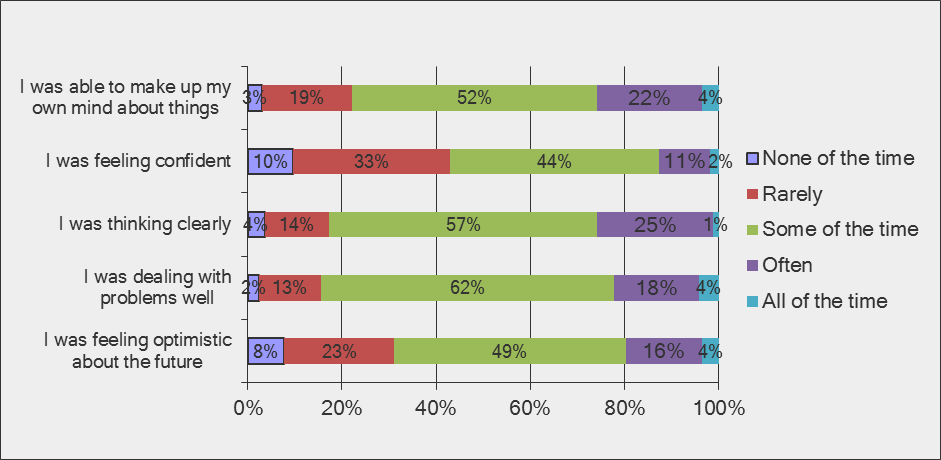 I was able to make up my
own mind about things
3% 19% 52% 22% 4%
I was feeling confident
10% 33% 44% 11% 2%
I was thinking clearly
4% 14% 57% 25% 1%
I was dealing with
problems well
2% 13% 62% 18% 4%
I was feeling optimistic
about the future
8% 23% 49% 16% 4%
0% 20% 40% 60% 80% 100%
None of the time
Rarely
Some of the time
Often
All of the time